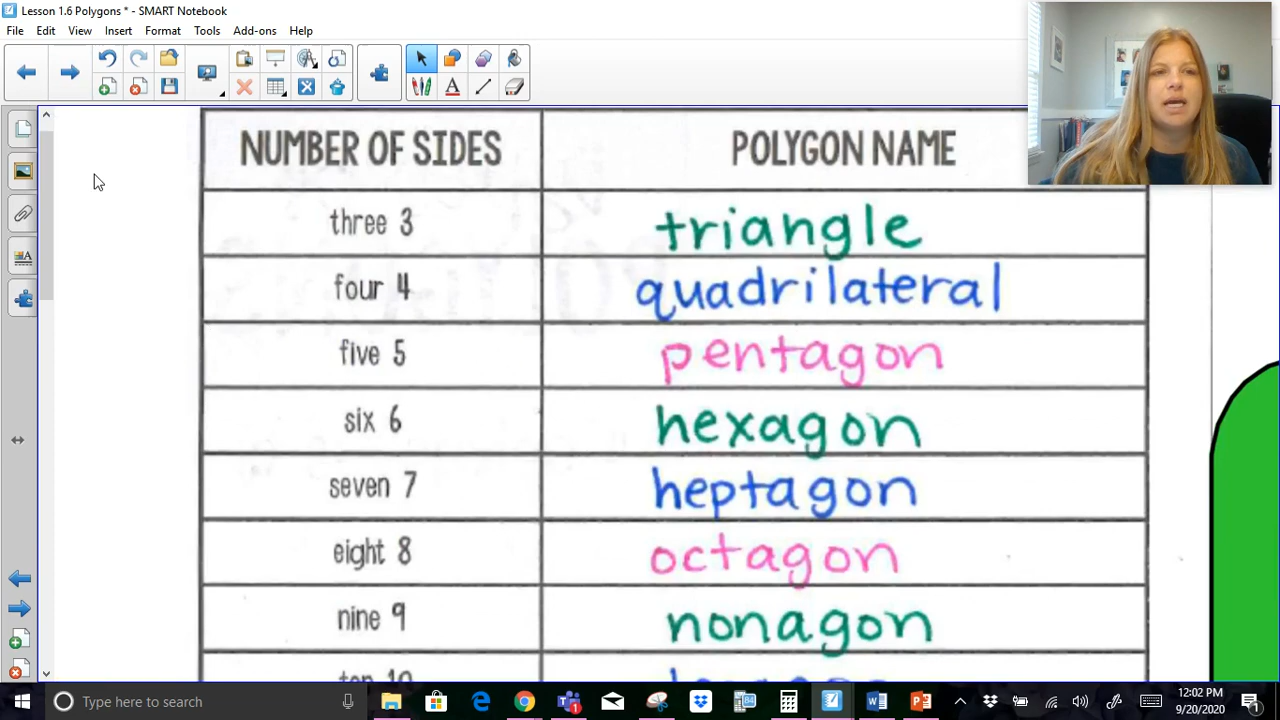 Lesson 1.6 Polygons * - SMART Notebook
File Edit View Insert Format Tools Add-ons Help
NUMBER OF SIDES POLYGON NAME
three 3 triangle
four 4 quadrilateral
five 5 pentagon
six 6 hexagon
seven 7 heptagon
eight 8 octagon
nine 9 nonagon
ten 10
Type here to search
12:02 PM
9/20/2020